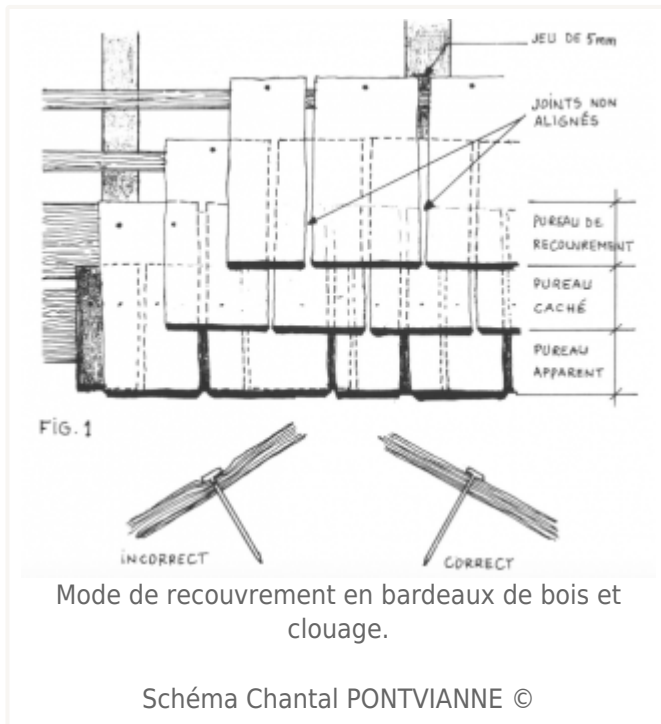 JEU DE 5mm
JOINTS NON
ALIGNÉS
PUREAU DE
RECOUVREMENT
PUREAU
CACHÉ
PUREAU
APPARENT
FIG. 1
INCORRECT
CORRECT
Mode de recouvrement en bardeaux de bois et
clouage.
Schéma Chantal PONTVIANNE ©